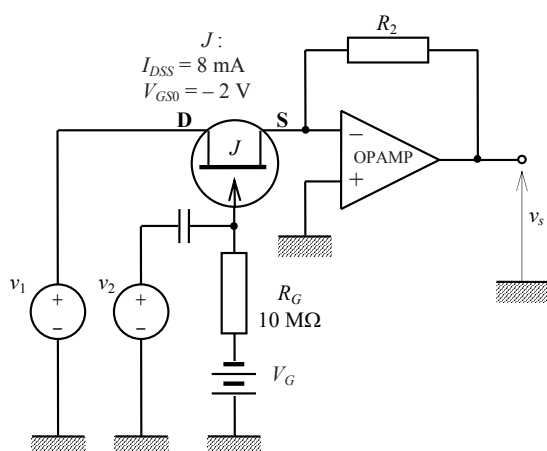 J :
I_DSS = 8 mA
V_GS0 = – 2 V
R_2
D
S
J
–
OPAMP
+
v_s
v_1
+
–
v_2
+
–
R_G
10 MΩ
V_G